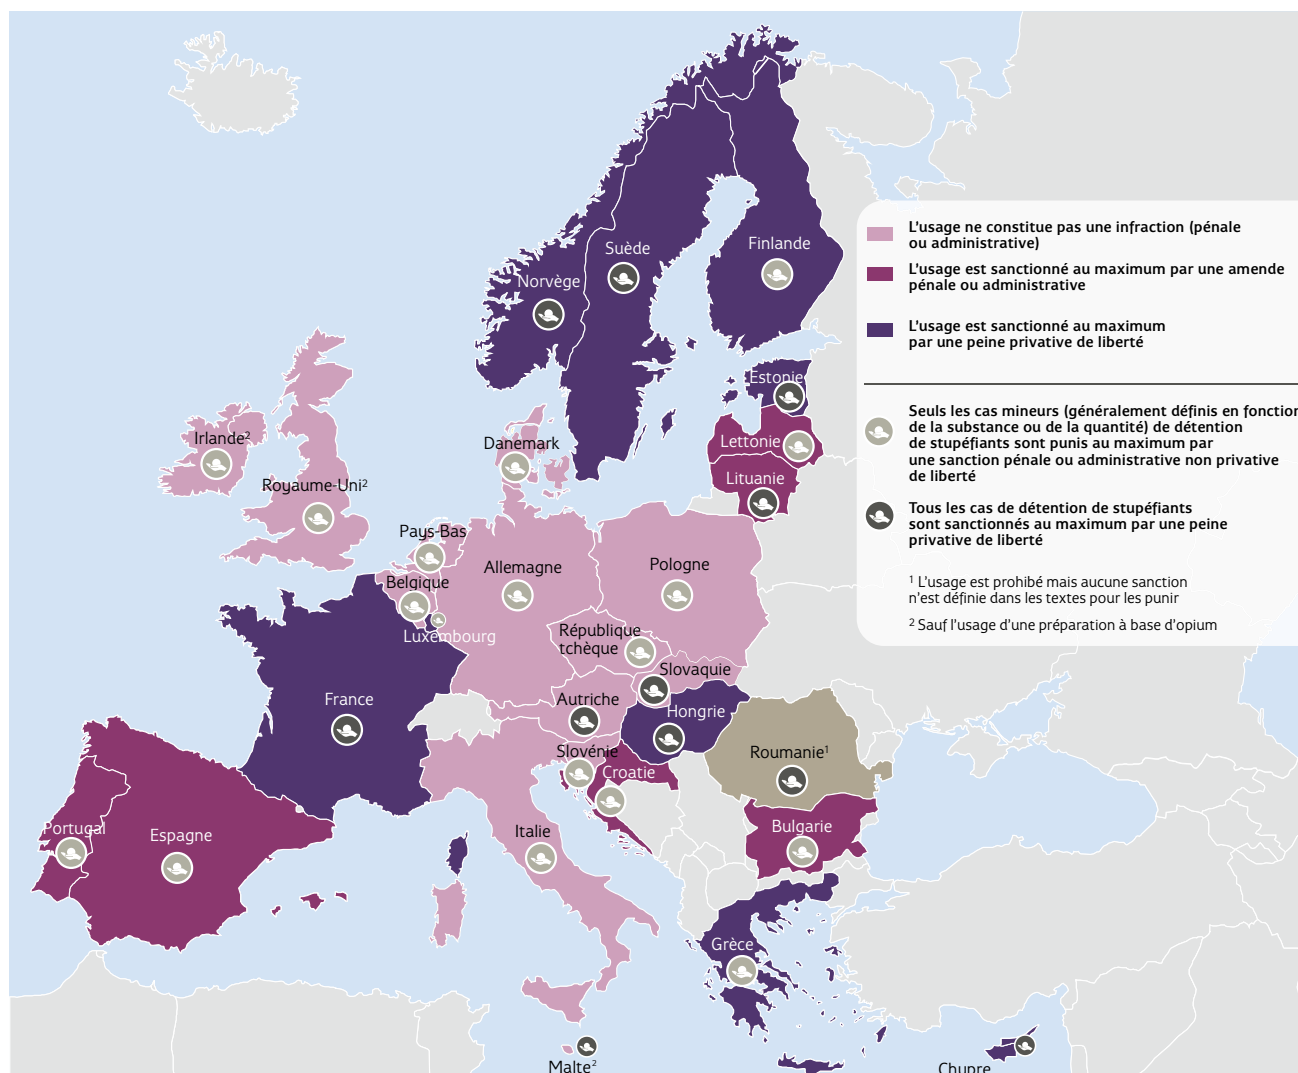 Suède
Finlande
Norvège
Estonie
Lettonie
Lituanie
Irlande²
Royaume-Uni²
Danemark
Pays-Bas
Belgique
Allemagne
Pologne
Luxembourg
République
tchèque
Slovaquie
Autriche
Hongrie
France
Slovénie
Croatie
Roumanie¹
Bulgarie
Italie
Portugal
Espagne
Grèce
Malte²
Chypre
L'usage ne constitue pas une infraction (pénale
ou administrative)
L'usage est sanctionné au maximum par une amende
pénale ou administrative
L'usage est sanctionné au maximum
par une peine privative de liberté
Seuls les cas mineurs (généralement définis en fonction
de la substance ou de la quantité) de détention
de stupéfiants sont punis au maximum par
une sanction pénale ou administrative non privative
de liberté
Tous les cas de détention de stupéfiants
sont sanctionnés au maximum par une peine
privative de liberté
¹ L'usage est prohibé mais aucune sanction
n'est définie dans les textes pour les punir
² Sauf l'usage d'une préparation à base d'opium